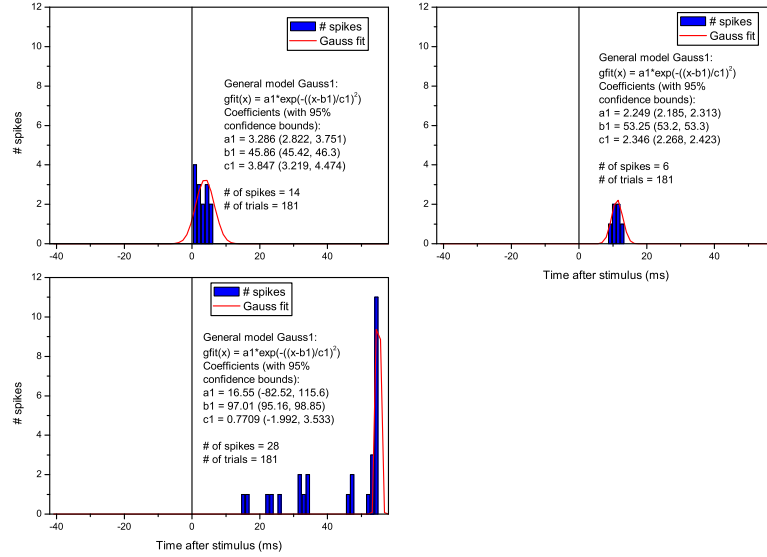 12
10
8
6
4
2
0
# spikes
-40
-20
0
20
40
# spikes
Gauss fit
General model Gauss1:
gfit(x) = a1*exp(-((x-b1)/c1)²)
Coefficients (with 95%
confidence bounds):
a1 = 3.286 (2.822, 3.751)
b1 = 45.86 (45.42, 46.3)
c1 = 3.847 (3.219, 4.474)
# of spikes = 14
# of trials = 181
12
10
8
6
4
2
0
-40
-20
0
20
40
Time after stimulus (ms)
# spikes
Gauss fit
General model Gauss1:
gfit(x) = a1*exp(-((x-b1)/c1)²)
Coefficients (with 95%
confidence bounds):
a1 = 2.249 (2.185, 2.313)
b1 = 53.25 (53.2, 53.3)
c1 = 2.346 (2.268, 2.423)
# of spikes = 6
# of trials = 181
12
10
8
6
4
2
0
# spikes
-40
-20
0
20
40
Time after stimulus (ms)
# spikes
Gauss fit
General model Gauss1:
gfit(x) = a1*exp(-((x-b1)/c1)²)
Coefficients (with 95%
confidence bounds):
a1 = 16.55 (-82.52, 115.6)
b1 = 97.01 (95.16, 98.85)
c1 = 0.7709 (-1.992, 3.533)
# of spikes = 28
# of trials = 181